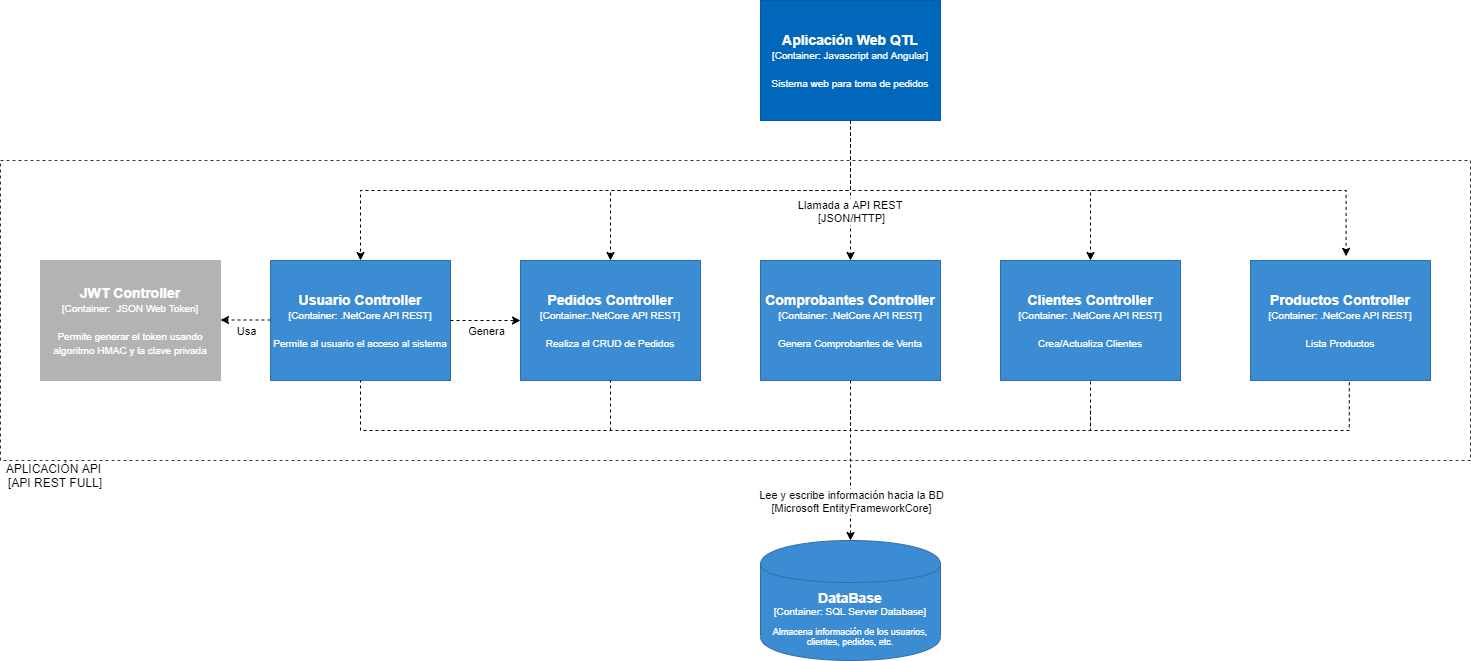 Aplicación Web QTL
[Container: Javascript and Angular]
Sistema web para toma de pedidos
Llamada a API REST
[JSON/HTTP]
JWT Controller
[Container:  JSON Web Token]
Permite generar el token usando
algoritmo HMAC y la clave privada
Usa
Usuario Controller
[Container: .NetCore API REST]
Permite al usuario el acceso al sistema
Genera
Pedidos Controller
[Container:.NetCore API REST]
Realiza el CRUD de Pedidos
Comprobantes Controller
[Container: .NetCore API REST]
Genera Comprobantes de Venta
Clientes Controller
[Container: .NetCore API REST]
Crea/Actualiza Clientes
Productos Controller
[Container: .NetCore API REST]
Lista Productos
APLICACIÓN API
[API REST FULL]
Lee y escribe información hacia la BD
[Microsoft EntityFrameworkCore]
DataBase
[Container: SQL Server Database]
Almacena información de los usuarios,
clientes, pedidos, etc.